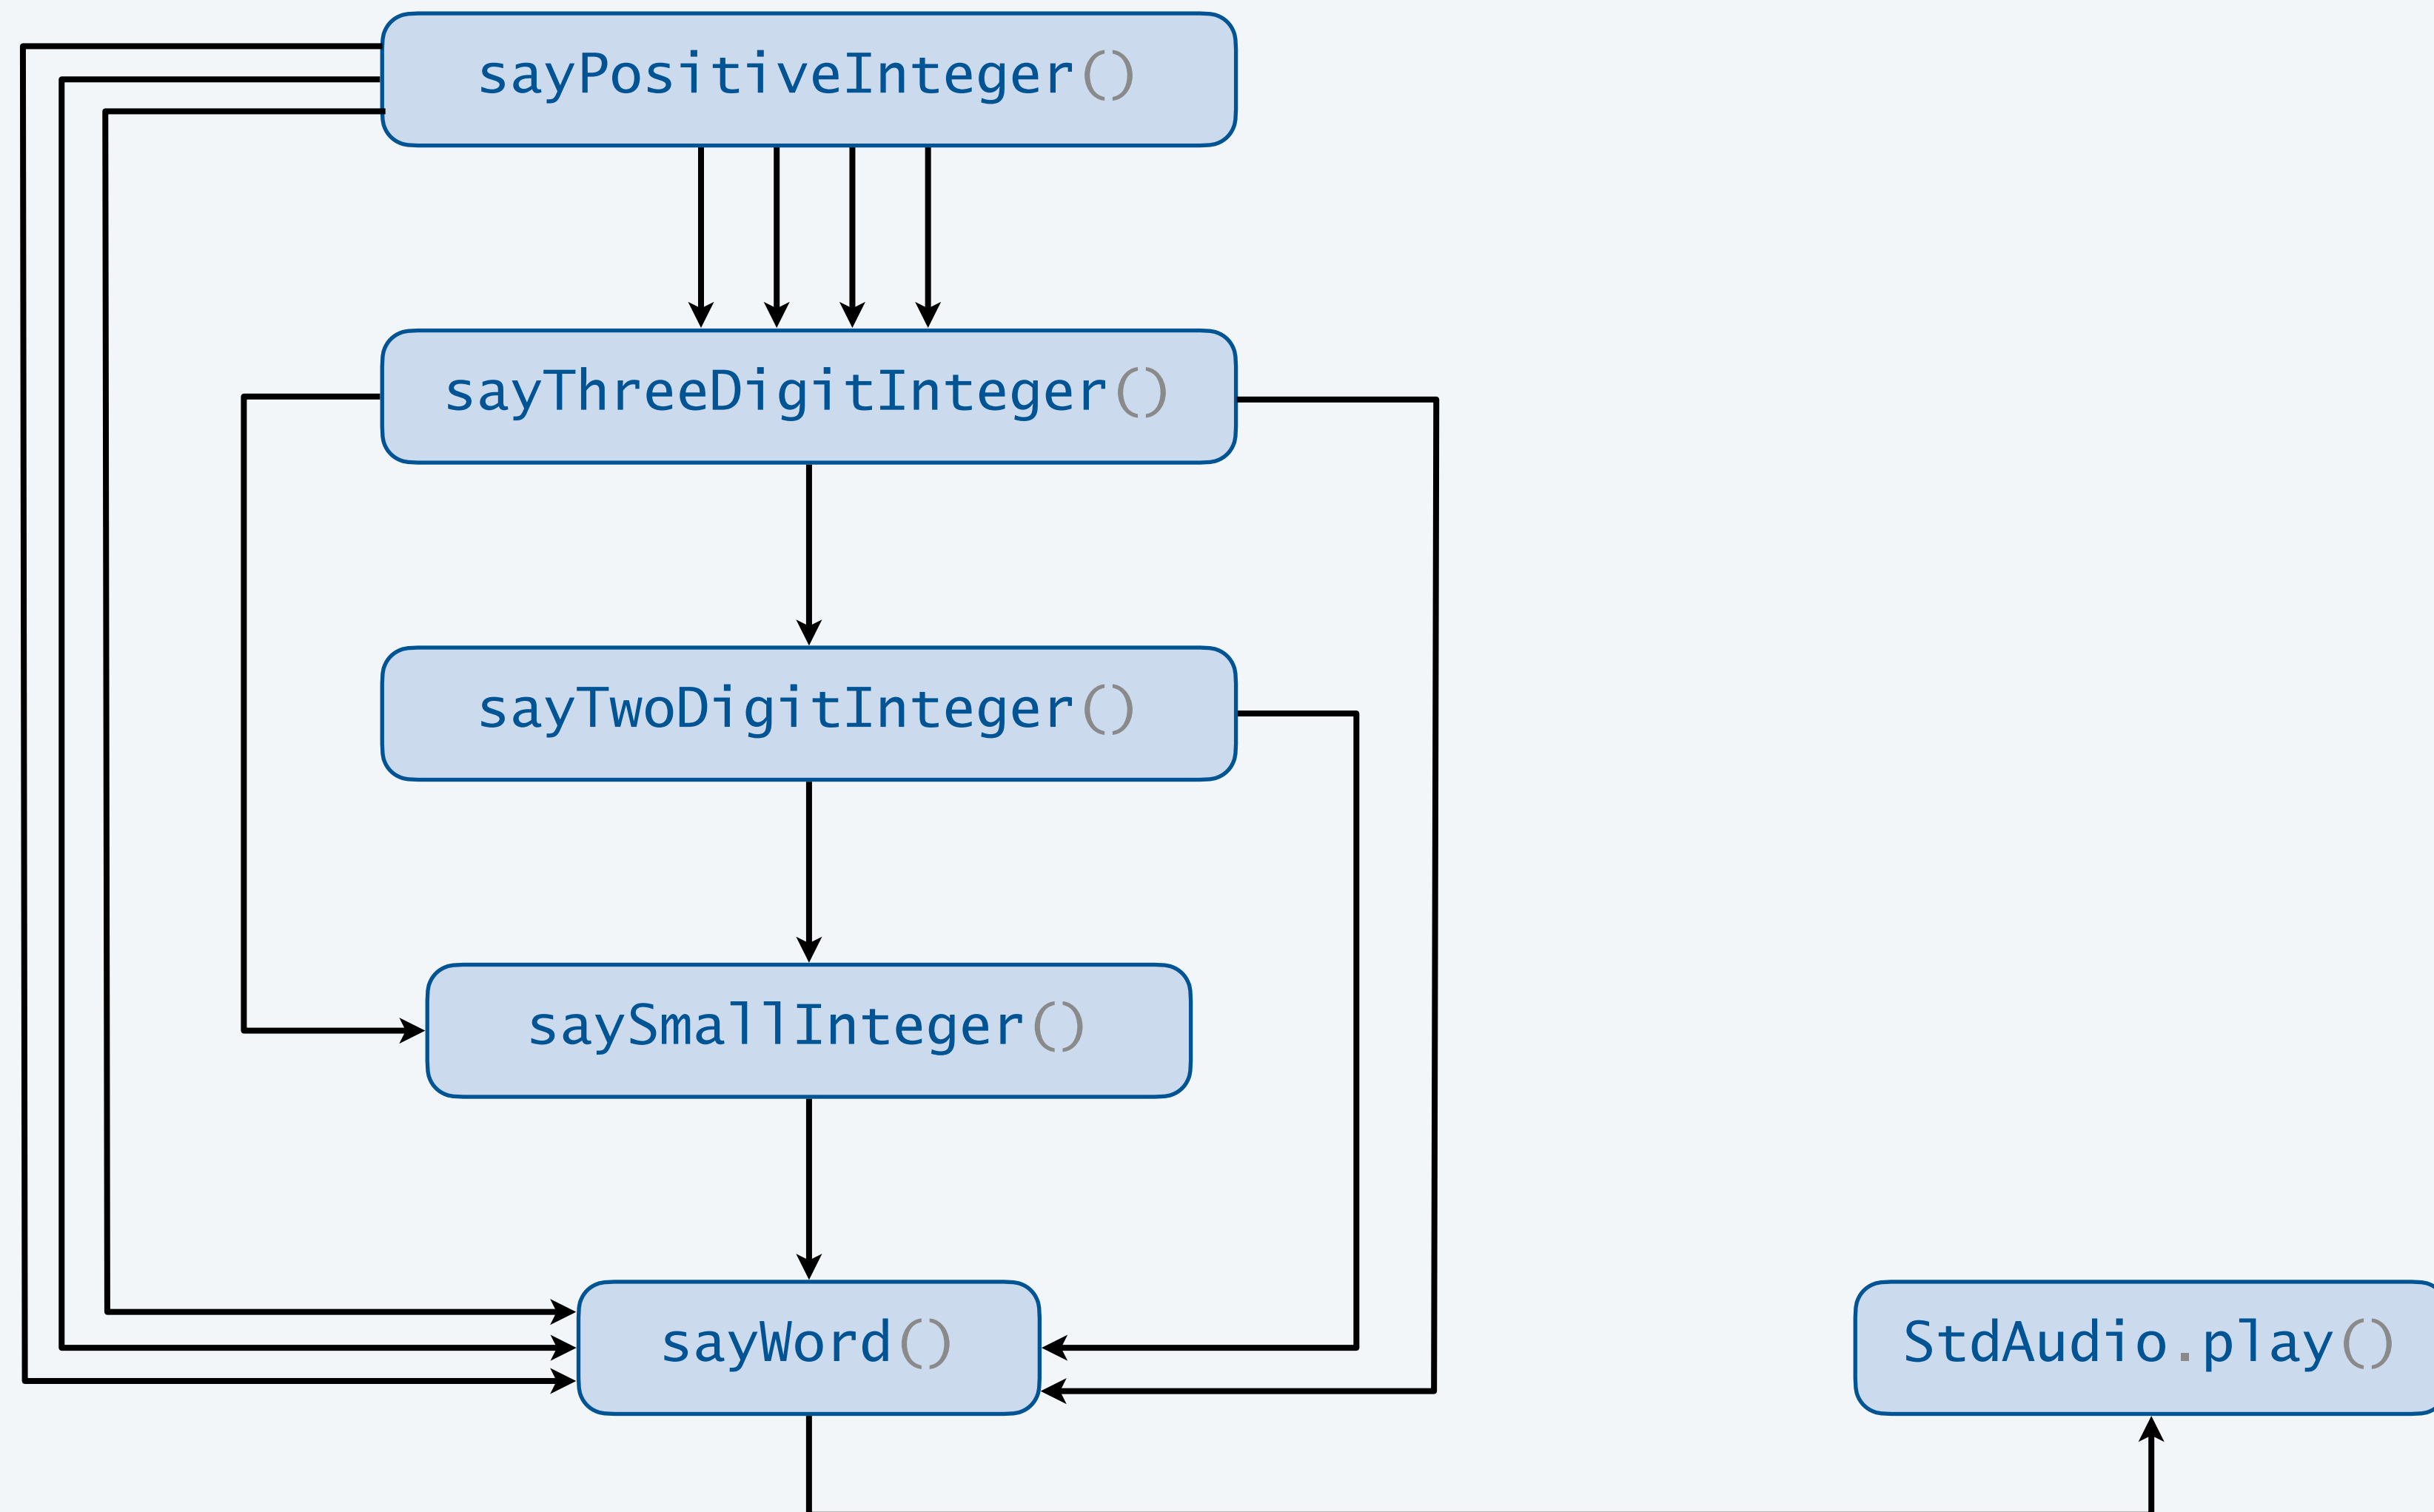 sayPositiveInteger()
sayThreeDigitInteger()
sayTwoDigitInteger()
saySmallInteger()
sayWord()
StdAudio.play()